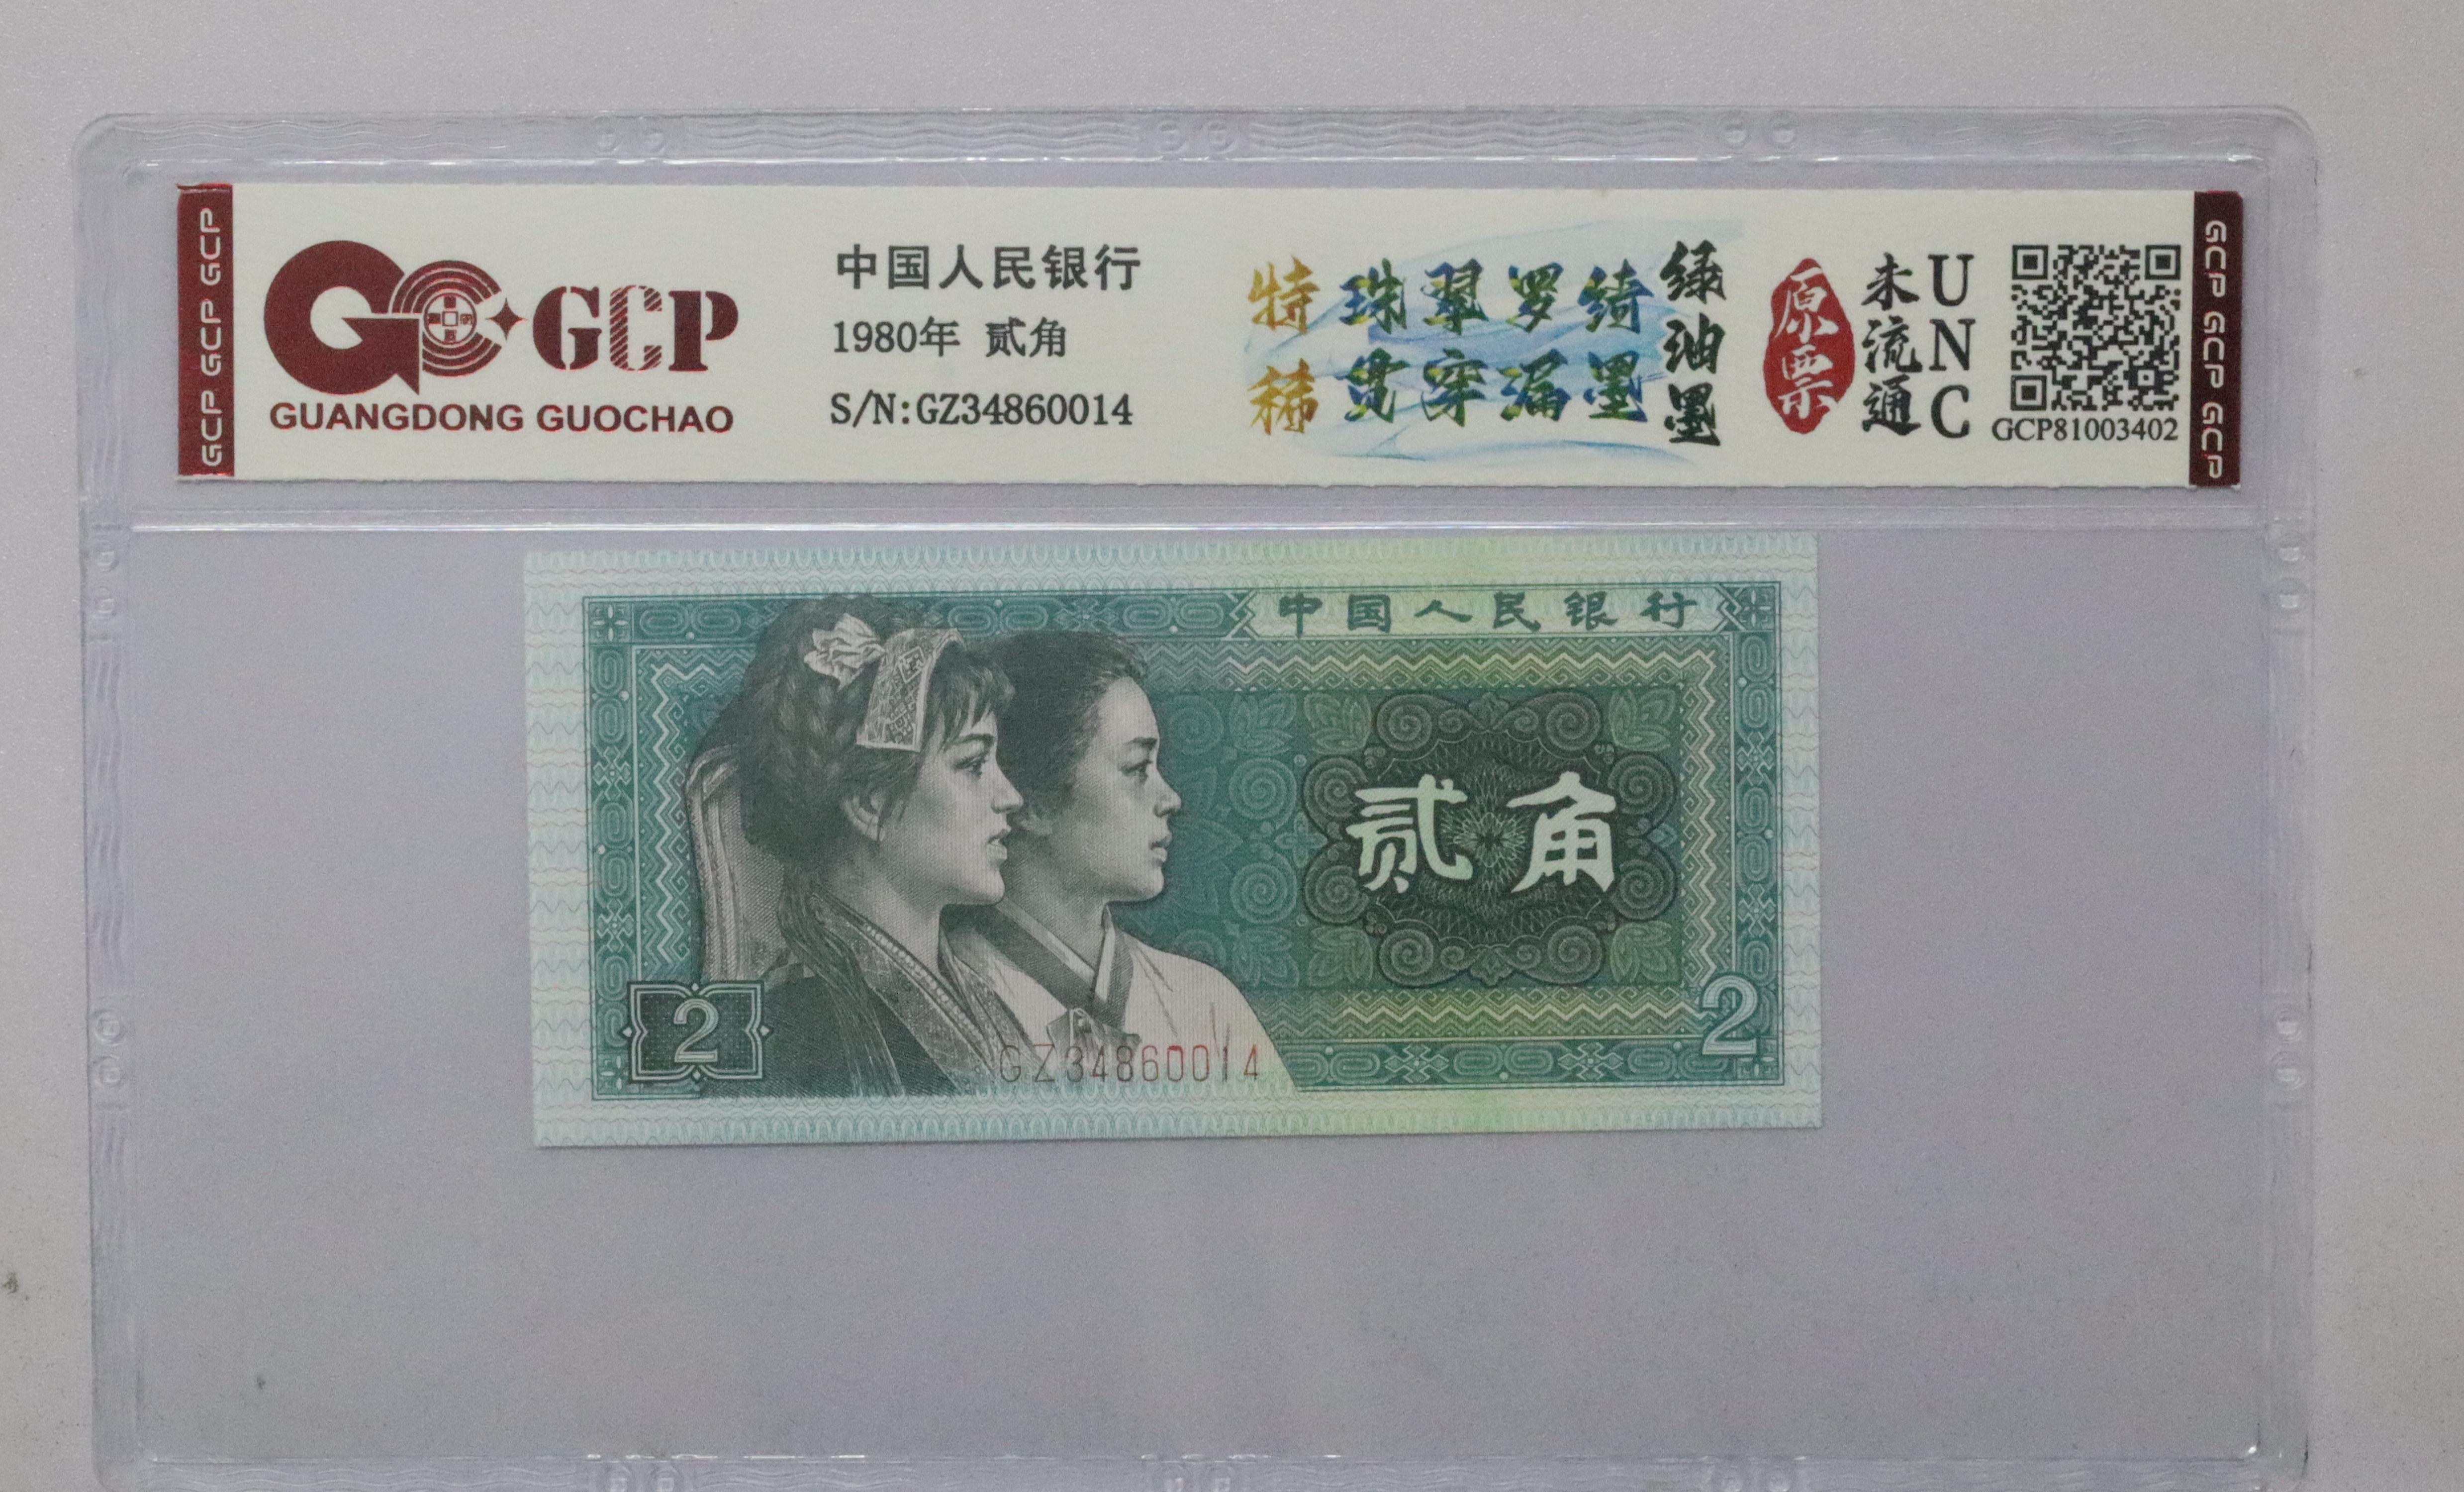 GCP GCP GCP
GCP
GUANGDONG GUOCHAO
中国人民银行
1980年 贰角
S/N:GZ34860014
特稀
珠翠罗绮
贯穿漏墨
绿油墨
原票
未流通
UNC
GCP81003402
GCP GCP GCP
中国人民银行
贰角
2
2
GZ34860014